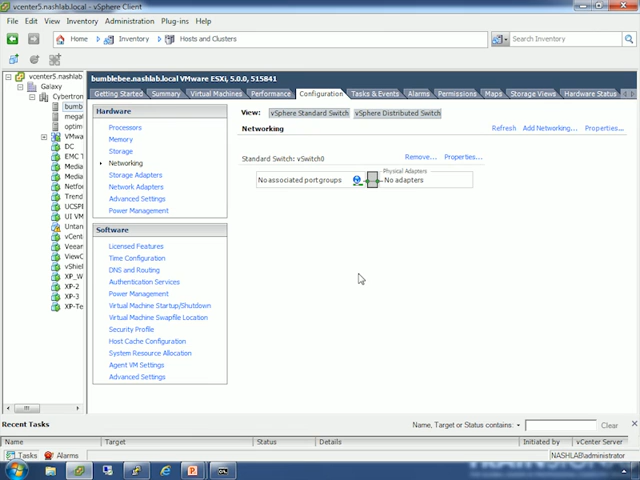 vcenter5.nashlab.local - vSphere Client
File Edit View Inventory Administration Plug-ins Help
Home Inventory Hosts and Clusters Search Inventory
vcenter5.nashlab
Galaxy
Cybertron
bumb
mega
optim
VMwa
DC
EMC T
Media
Media
Netfo
Trend
UCSPE
UI VM
Untan
vCent
Veean
ViewC
vShiel
XP_W
XP-2
XP-3
XP-Te
bumblebee.nashlab.local VMware ESXi, 5.0.0, 515841
Getting Started Summary Virtual Machines Performance Configuration Tasks & Events Alarms Permissions Maps Storage Views Hardware Status
Hardware
Processors
Memory
Storage
Networking
Storage Adapters
Network Adapters
Advanced Settings
Power Management
Software
Licensed Features
Time Configuration
DNS and Routing
Authentication Services
Power Management
Virtual Machine Startup/Shutdown
Virtual Machine Swapfile Location
Security Profile
Host Cache Configuration
System Resource Allocation
Agent VM Settings
Advanced Settings
View: vSphere Standard Switch vSphere Distributed Switch
Networking Refresh Add Networking... Properties...
Standard Switch: vSwitch0 Remove... Properties...
Physical Adapters
No associated port groups No adapters
Recent Tasks Name, Target or Status contains: Clear
Name Target Status Details Initiated by vCenter Server
Tasks Alarms NASHLAB\administrator